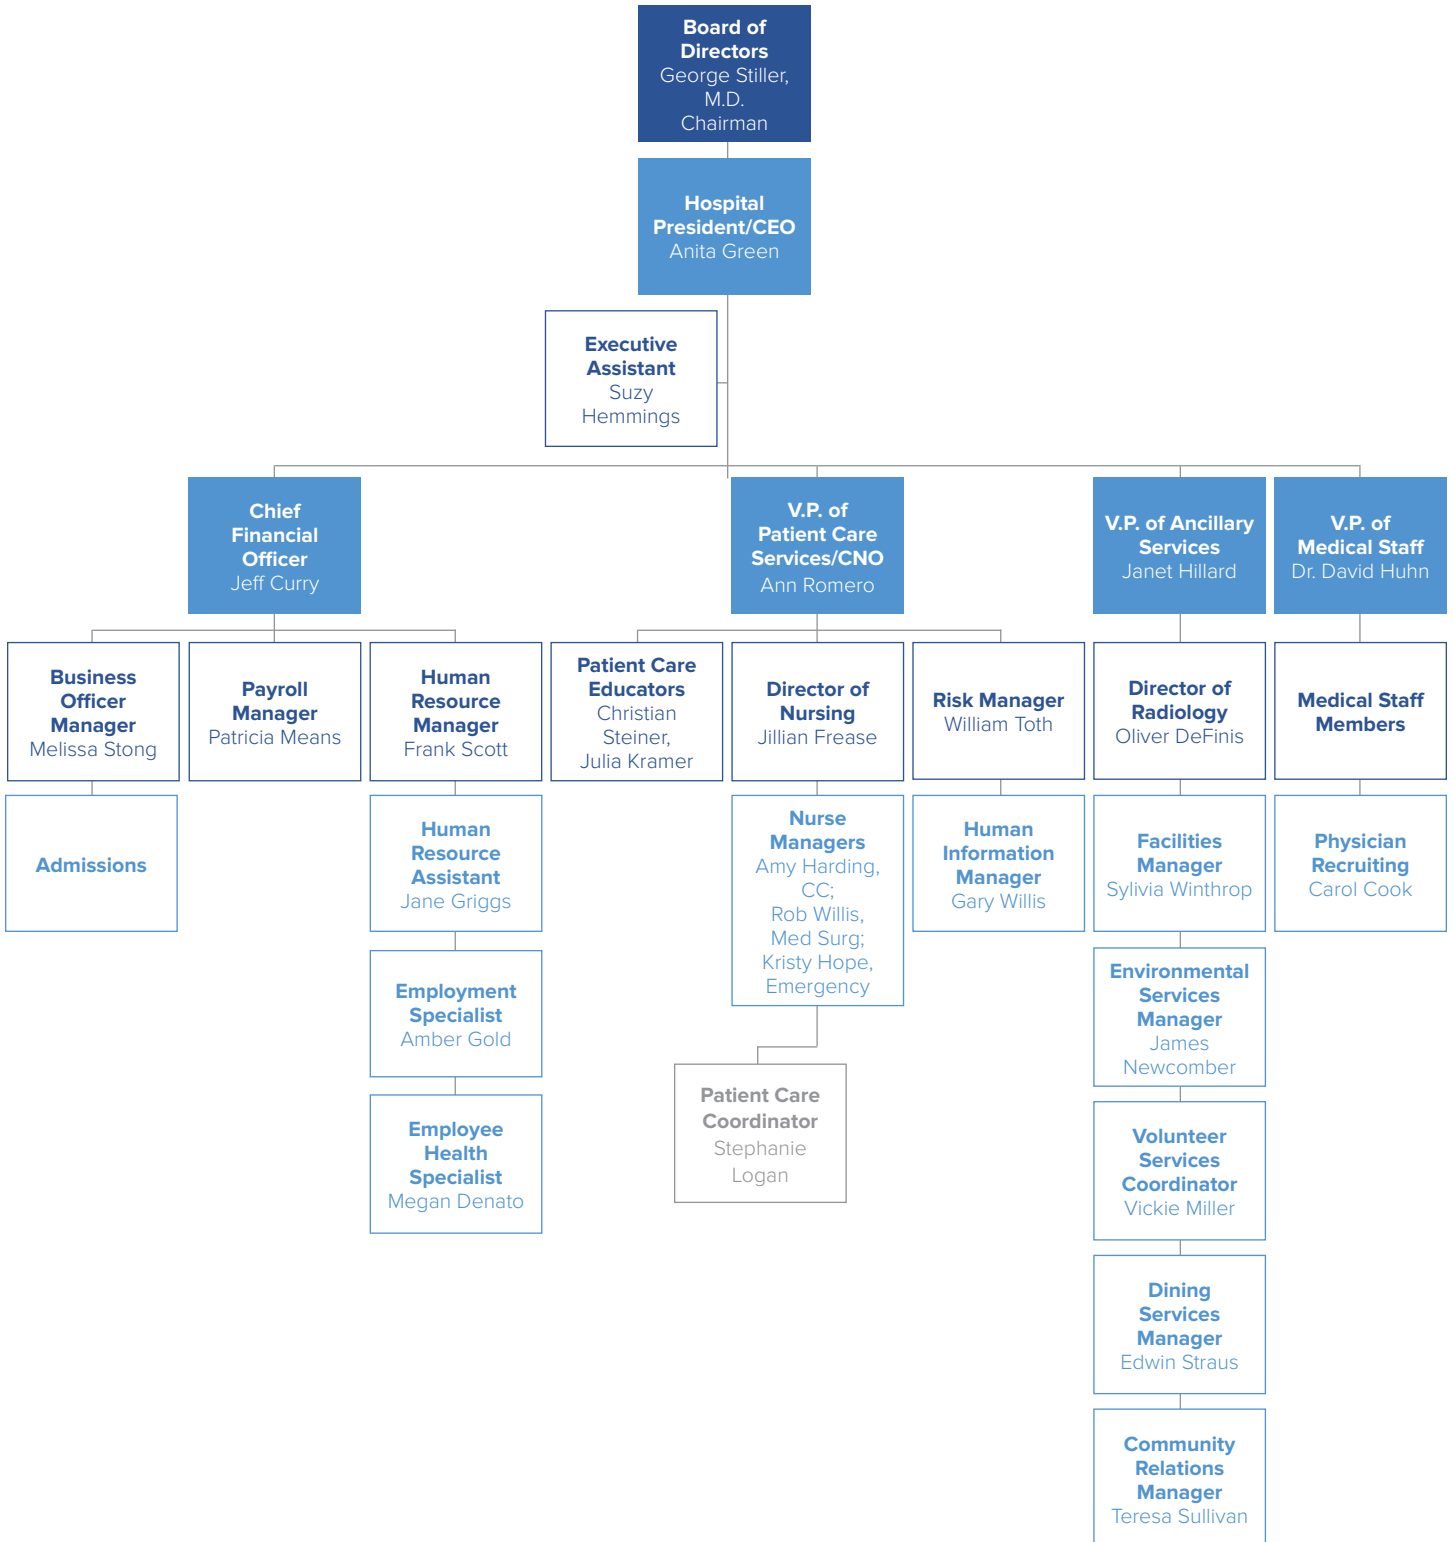 Board of
Directors
George Stiller,
M.D.
Chairman
Hospital
President/CEO
Anita Green
Executive
Assistant
Suzy
Hemmings
Chief
Financial
Officer
Jeff Curry
V.P. of
Patient Care
Services/CNO
Ann Romero
V.P. of Ancillary
Services
Janet Hillard
V.P. of
Medical Staff
Dr. David Huhn
Business
Officer
Manager
Melissa Stong
Payroll
Manager
Patricia Means
Human
Resource
Manager
Frank Scott
Patient Care
Educators
Christian
Steiner,
Julia Kramer
Director of
Nursing
Jillian Frease
Risk Manager
William Toth
Director of
Radiology
Oliver DeFinis
Medical Staff
Members
Admissions
Human
Resource
Assistant
Jane Griggs
Nurse
Managers
Amy Harding,
CC;
Rob Willis,
Med Surg;
Kristy Hope,
Emergency
Human
Information
Manager
Gary Willis
Facilities
Manager
Sylivia Winthrop
Physician
Recruiting
Carol Cook
Employment
Specialist
Amber Gold
Environmental
Services
Manager
James
Newcomber
Employee
Health
Specialist
Megan Denato
Patient Care
Coordinator
Stephanie
Logan
Volunteer
Services
Coordinator
Vickie Miller
Dining
Services
Manager
Edwin Straus
Community
Relations
Manager
Teresa Sullivan